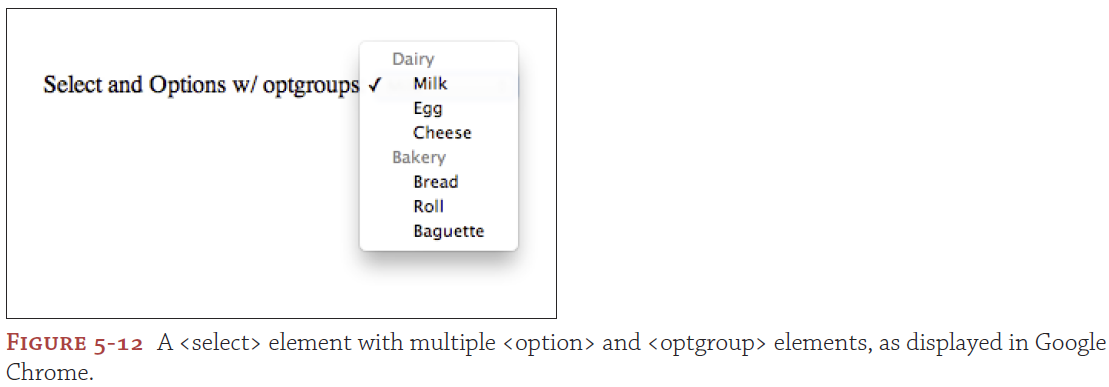 Dairy
Select and Options w/ optgroups ✓ Milk
Egg
Cheese
Bakery
Bread
Roll
Baguette
FIGURE 5-12 A <select> element with multiple <option> and <optgroup> elements, as displayed in Google
Chrome.